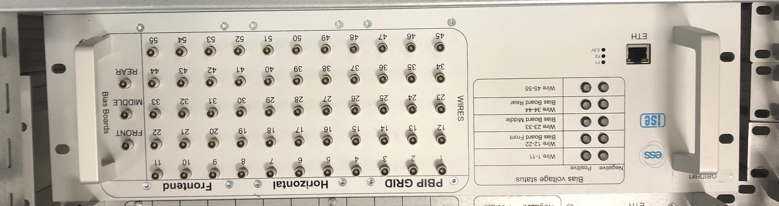 PBIP GRID Horizontal Frontend
1 2 3 4 5 6 7 8 9 10 11
12 13 14 15 16 17 18 19 20 21 22
FRONT
23 24 25 26 27 28 29 30 31 32 33
MIDDLE
34 35 36 37 38 39 40 41 42 43 44
REAR
45 46 47 48 49 50 51 52 53 54 55
WIRES
Bias Boards
Bias voltage status
Negative Positive
Wire 1-11
Bias Board Front
Wire 12-22
Bias Board Middle
Wire 23-33
Bias Board Rear
Wire 34-44
Wire 45-55
ess
ise
ETH
ETH